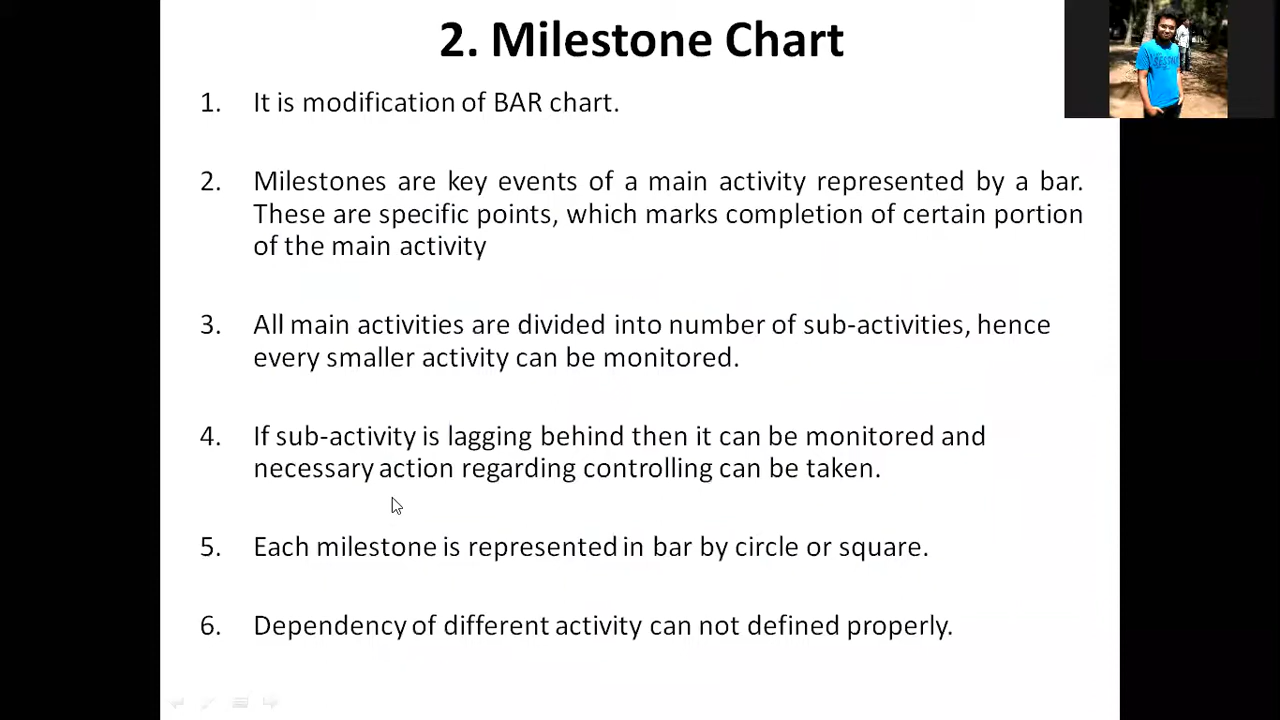 2. Milestone Chart
1. It is modification of BAR chart.
2. Milestones are key events of a main activity represented by a bar.
These are specific points, which marks completion of certain portion
of the main activity
3. All main activities are divided into number of sub-activities, hence
every smaller activity can be monitored.
4. If sub-activity is lagging behind then it can be monitored and
necessary action regarding controlling can be taken.
5. Each milestone is represented in bar by circle or square.
6. Dependency of different activity can not defined properly.